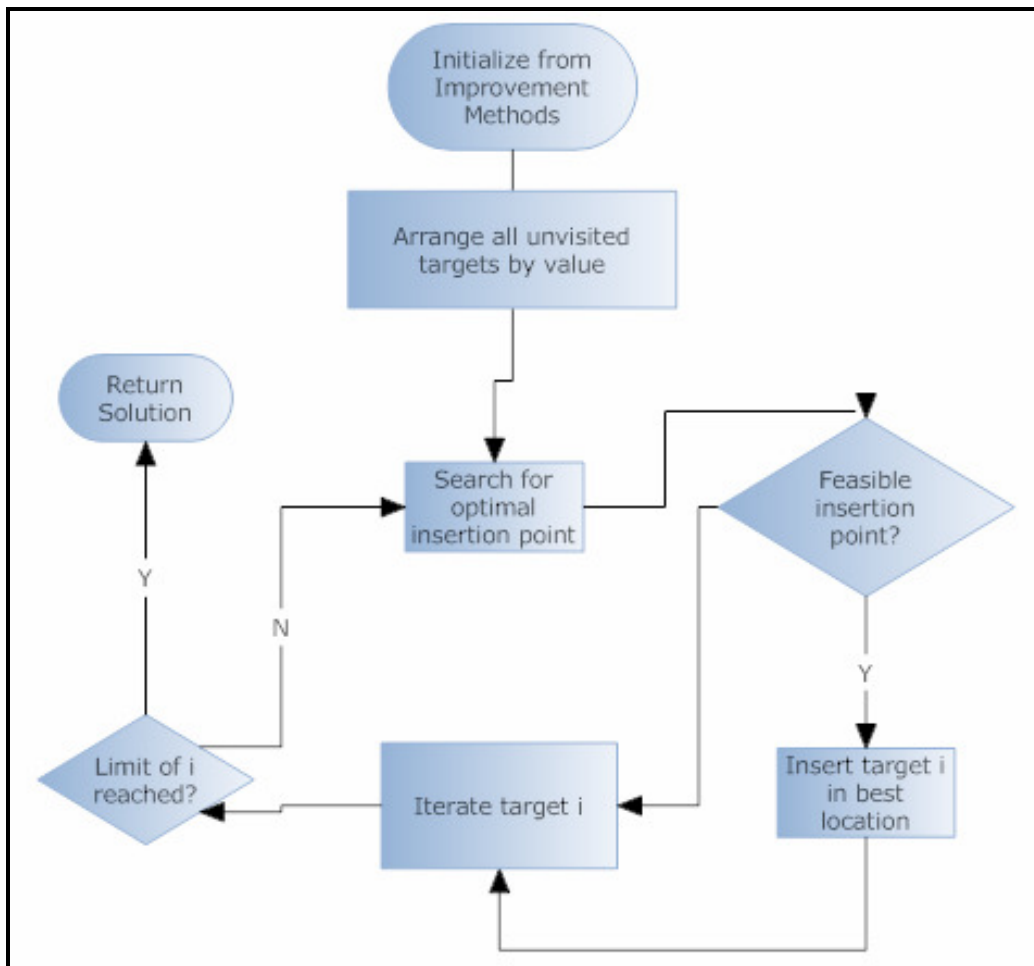 Initialize from
Improvement
Methods
Arrange all unvisited
targets by value
Return
Solution
Search for
optimal
insertion point
Feasible
insertion
point?
Y
N
Y
Limit of i
reached?
Iterate target i
Insert target i
in best
location